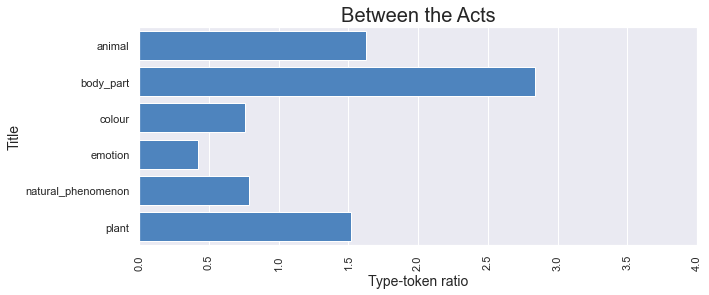 Between the Acts
animal
body_part
colour
emotion
natural_phenomenon
plant
Title
0.0
0.5
1.0
1.5
2.0
2.5
3.0
3.5
4.0
Type-token ratio